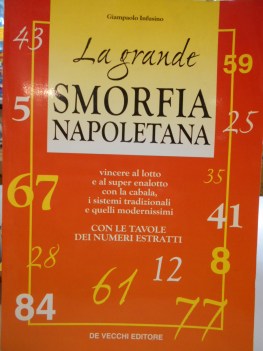 Giampaolo Infusino
43
La grande
59
SMORFIA
5
NAPOLETANA
25
vincere al lotto
e al super enalotto
con la cabala,
i sistemi tradizionali
e quelli modernissimi
35
67
41
CON LE TAVOLE
DEI NUMERI ESTRATTI
28
12
8
61
84
77
DE VECCHI EDITORE